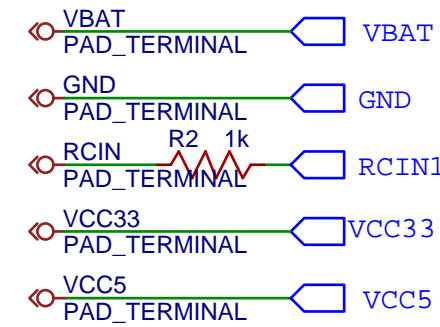 VBAT VBAT
PAD_TERMINAL
GND GND
PAD_TERMINAL
R2 1k
RCIN RCIN1
PAD_TERMINAL
VCC33 VCC33
PAD_TERMINAL
VCC5 VCC5
PAD_TERMINAL